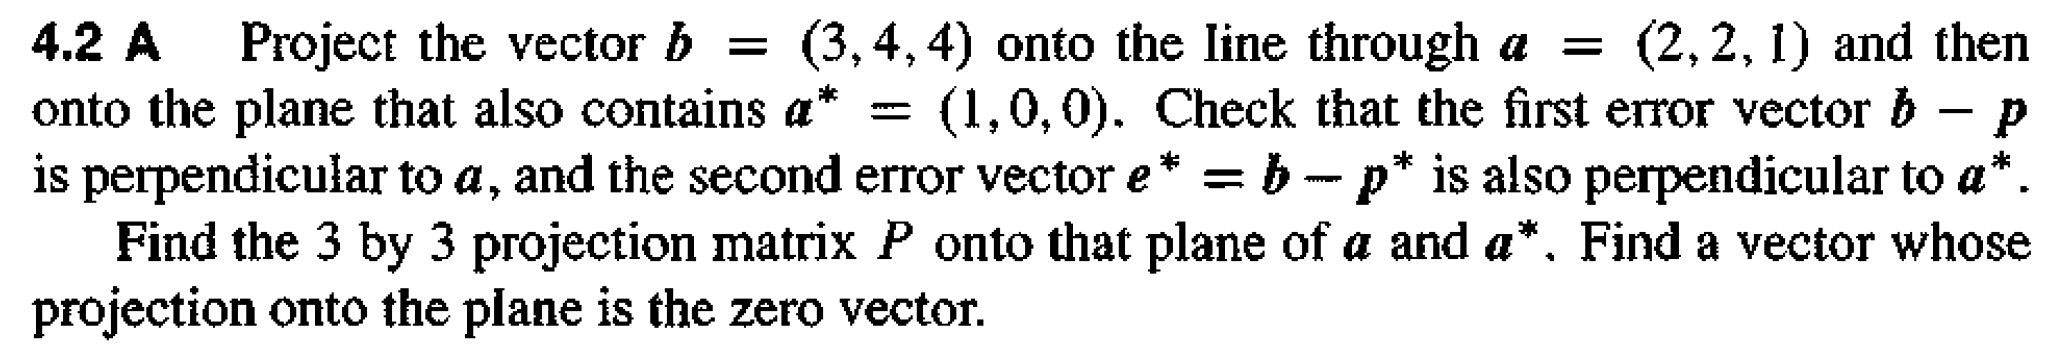 4.2 A Project the vector b = (3, 4, 4) onto the line through a = (2, 2, 1) and then
onto the plane that also contains a* = (1, 0, 0). Check that the first error vector b − p
is perpendicular to a, and the second error vector e* = b − p* is also perpendicular to a*.
Find the 3 by 3 projection matrix P onto that plane of a and a*. Find a vector whose
projection onto the plane is the zero vector.